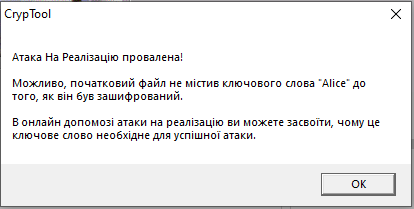 CrypTool
Атака На Реалізацію провалена!
Можливо, початковий файл не містив ключового слова "Alice" до
того, як він був зашифрований.
В онлайн допомозі атаки на реалізацію ви можете засвоїти, чому це
ключове слово необхідне для успішної атаки.
OK